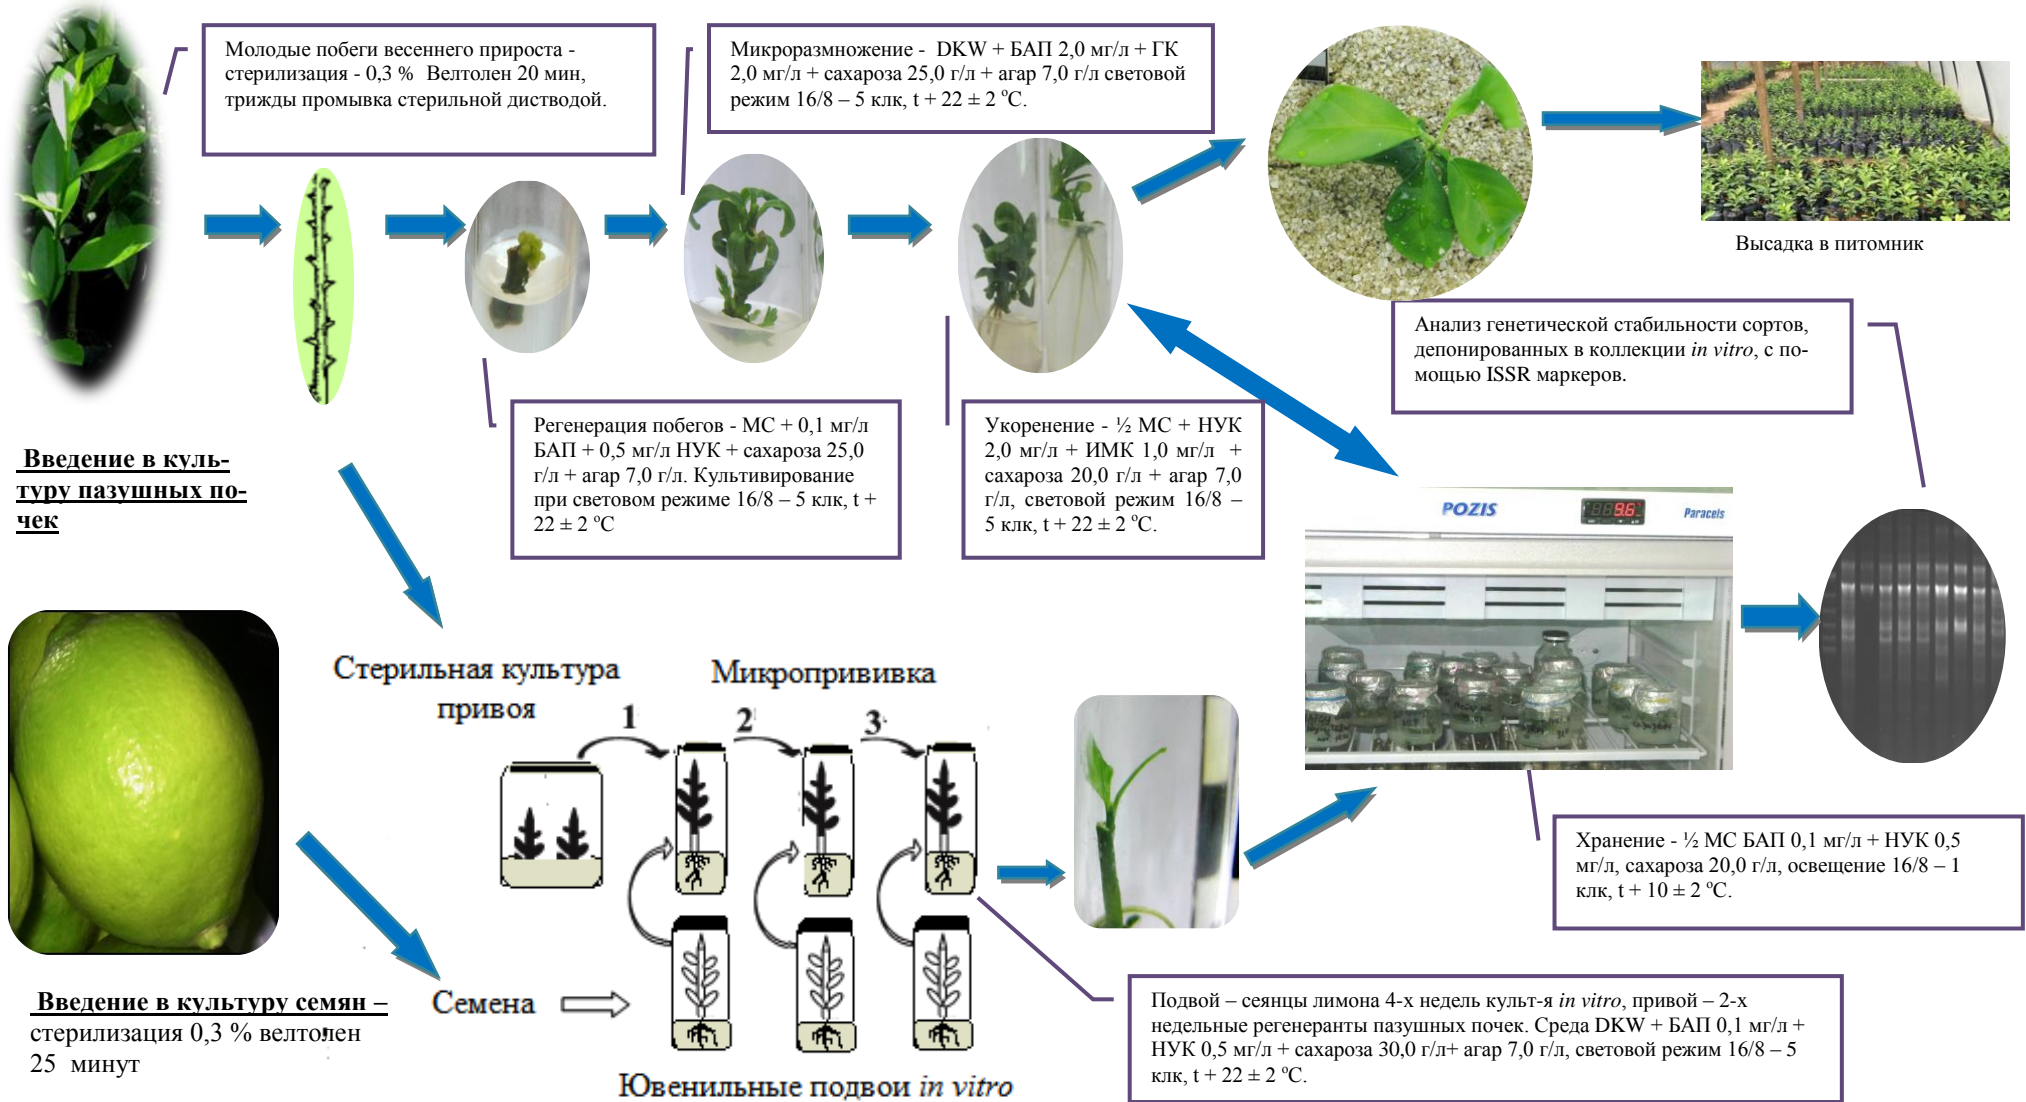 Молодые побеги весеннего прироста -
стерилизация - 0,3 % Велтолен 20 мин,
трижды промывка стерильной дистводой.
Микроразмножение - DKW + БАП 2,0 мг/л + ГК
2,0 мг/л + сахароза 25,0 г/л + агар 7,0 г/л световой
режим 16/8 – 5 клк, t + 22 ± 2 °С.
Высадка в питомник
Анализ генетической стабильности сортов,
депонированных в коллекции in vitro, с по-
мощью ISSR маркеров.
Регенерация побегов - МС + 0,1 мг/л
БАП + 0,5 мг/л НУК + сахароза 25,0
г/л + агар 7,0 г/л. Культивирование
при световом режиме 16/8 – 5 клк, t +
22 ± 2 °С
Укоренение - ½ МС + НУК
2,0 мг/л + ИМК 1,0 мг/л +
сахароза 20,0 г/л + агар 7,0
г/л, световой режим 16/8 –
5 клк, t + 22 ± 2 °С.
Введение в куль-
туру пазушных по-
чек
POZIS
9.6
Paracels
Стерильная культура
привоя
Микропрививка
1 2 3
Хранение - ½ МС БАП 0,1 мг/л + НУК 0,5
мг/л, сахароза 20,0 г/л, освещение 16/8 – 1
клк, t + 10 ± 2 °С.
Введение в культуру семян –
стерилизация 0,3 % велтолен
25 минут
Семена
Подвой – сеянцы лимона 4-х недель культ-я in vitro, привой – 2-х
недельные регенеранты пазушных почек. Среда DKW + БАП 0,1 мг/л +
НУК 0,5 мг/л + сахароза 30,0 г/л+ агар 7,0 г/л, световой режим 16/8 – 5
клк, t + 22 ± 2 °С.
Ювенильные подвои in vitro